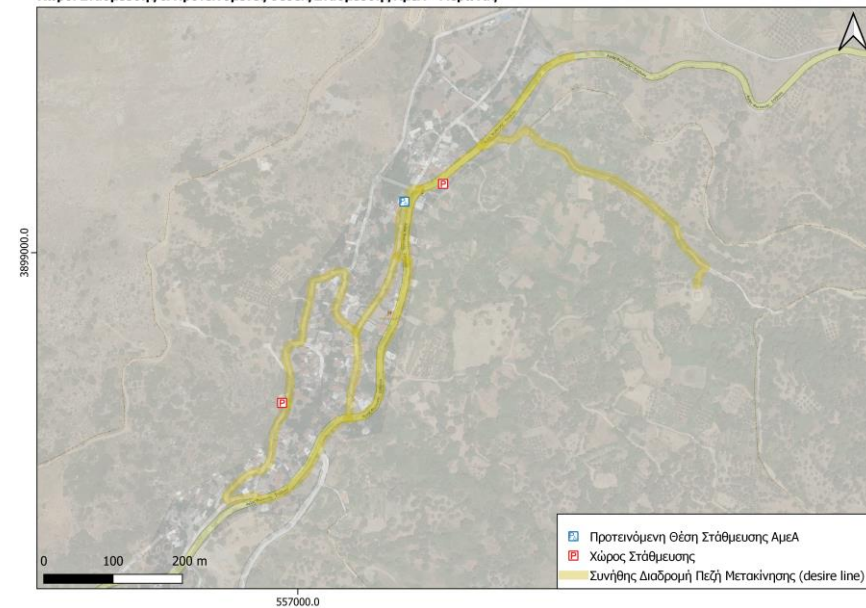 3899000.0
0 100 200 m
557000.0
Προτεινόμενη Θέση Στάθμευσης ΑμεΑ
Χώρος Στάθμευσης
Συνήθης Διαδρομή Πεζή Μετακίνησης (desire line)